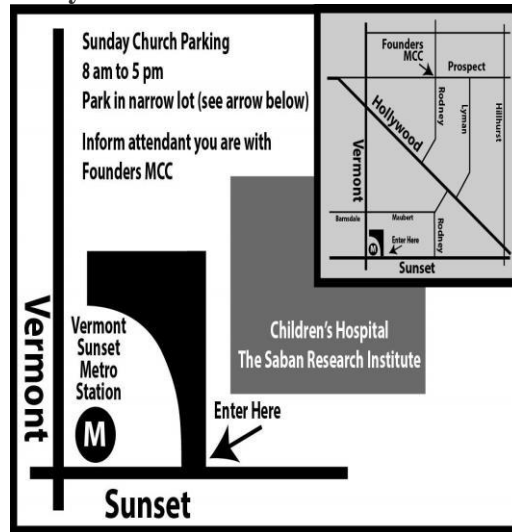 Sunday Church Parking
8 am to 5 pm
Park in narrow lot (see arrow below)
Inform attendant you are with
Founders MCC
Founders
MCC
Prospect
Rodney
Lyman
Hillhurst
Hollywood
Vermont
Barnsdale
Maubert
Rodney
Enter Here
M
Sunset
Children's Hospital
The Saban Research Institute
Vermont
Vermont
Sunset
Metro
Station
M
Enter Here
Sunset